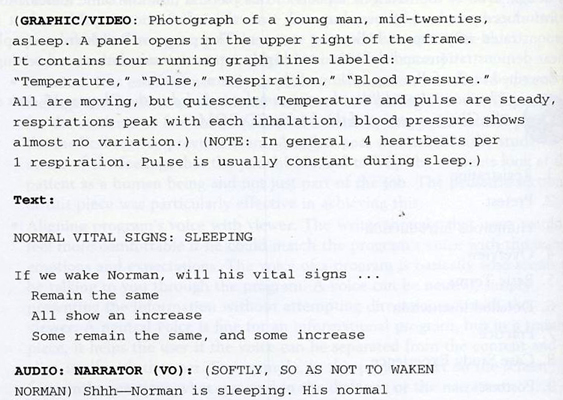 (GRAPHIC/VIDEO: Photograph of a young man, mid-twenties,
asleep. A panel opens in the upper right of the frame.
It contains four running graph lines labeled:
"Temperature," "Pulse," "Respiration," "Blood Pressure."
All are moving, but quiescent. Temperature and pulse are steady,
respirations peak with each inhalation, blood pressure shows
almost no variation.) (NOTE: In general, 4 heartbeats per
1 respiration. Pulse is usually constant during sleep.)
Text:
NORMAL VITAL SIGNS: SLEEPING
If we wake Norman, will his vital signs ...
Remain the same
All show an increase
Some remain the same, and some increase
AUDIO: NARRATOR (VO): (SOFTLY, SO AS NOT TO WAKEN
NORMAN) Shhh—Norman is sleeping. His normal